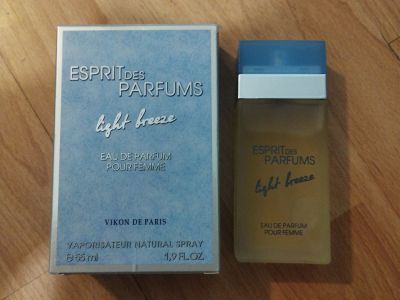 ESPRIT DES
PARFUMS
light breeze
EAU DE PARFUM
POUR FEMME
VIKON DE PARIS
VAPORISATEUR NATURAL SPRAY
℮ 55 ml 1,9 FL.OZ.
ESPRIT DES
PARFUMS
light breeze
EAU DE PARFUM
POUR FEMME